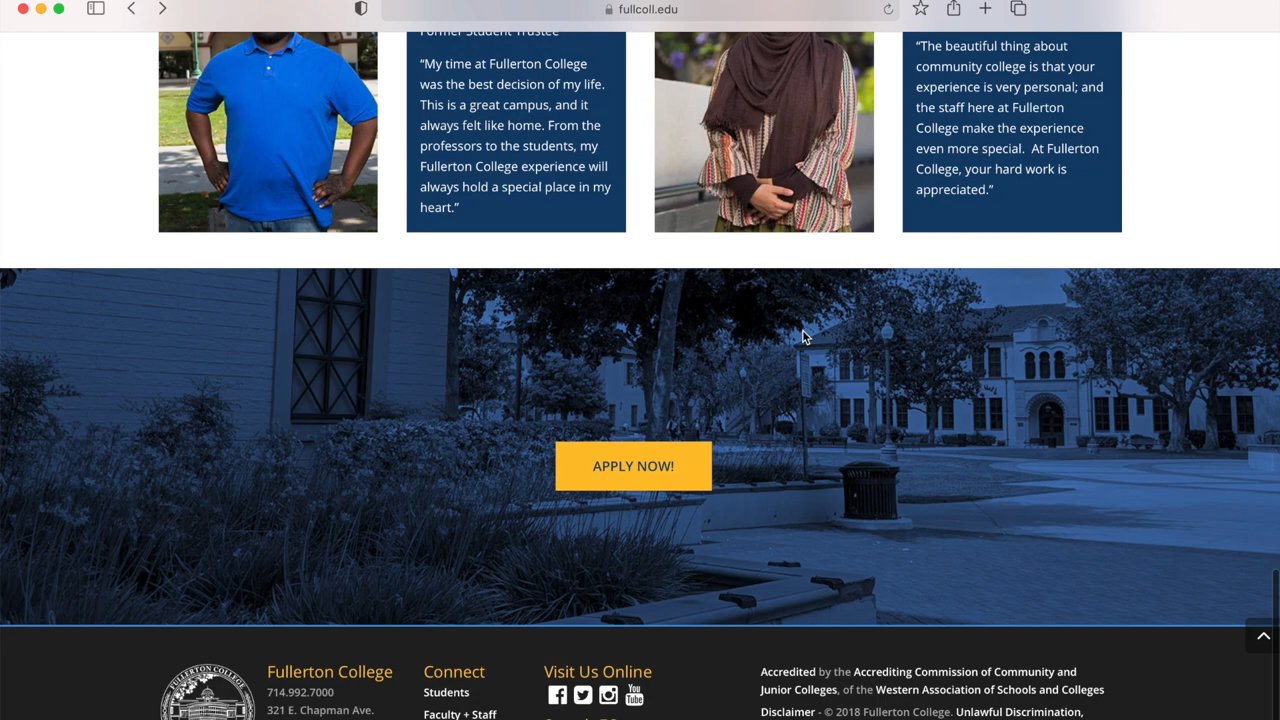 fullcoll.edu
Former Student Trustee
“My time at Fullerton College
was the best decision of my life.
This is a great campus, and it
always felt like home. From the
professors to the students, my
Fullerton College experience will
always hold a special place in my
heart.”
“The beautiful thing about
community college is that your
experience is very personal; and
the staff here at Fullerton
College make the experience
even more special.  At Fullerton
College, your hard work is
appreciated.”
APPLY NOW!
FULLERTON COLLEGE
Fullerton College
714.992.7000
321 E. Chapman Ave.
Connect
Students
Faculty + Staff
Visit Us Online
You
Tube
Accredited by the Accrediting Commission of Community and
Junior Colleges, of the Western Association of Schools and Colleges
Disclaimer - © 2018 Fullerton College. Unlawful Discrimination,